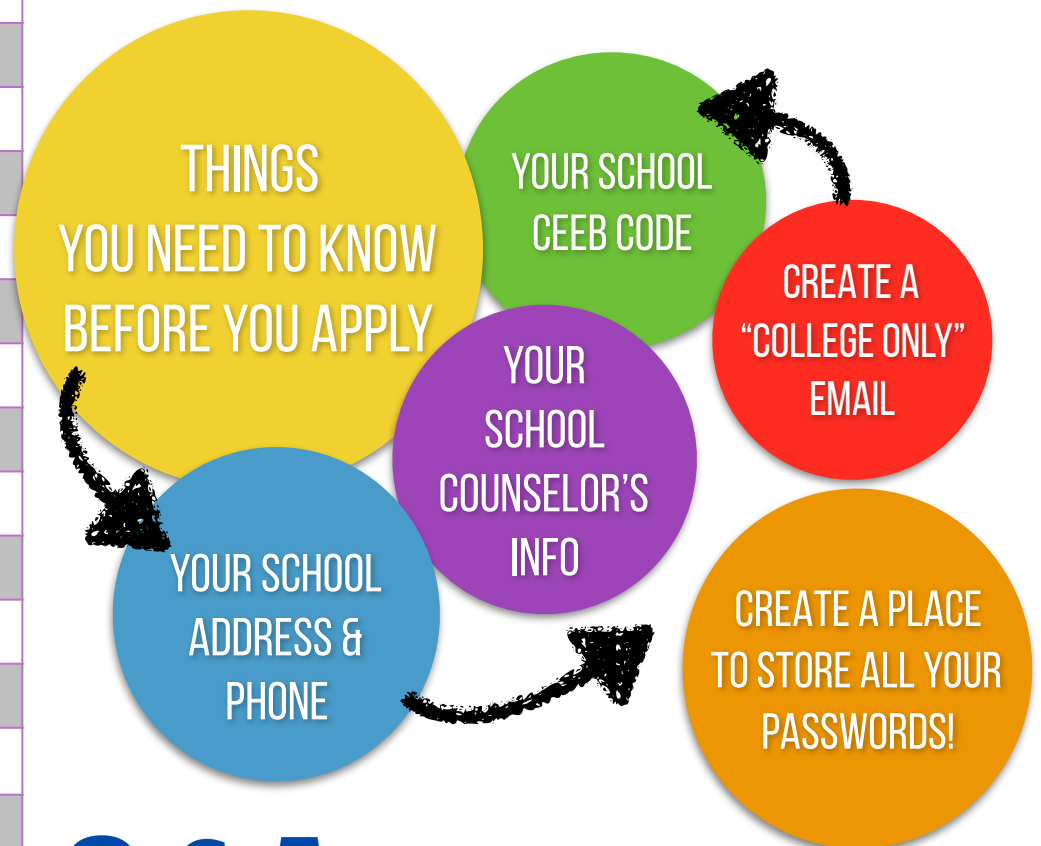 THINGS
YOU NEED TO KNOW
BEFORE YOU APPLY
YOUR SCHOOL
CEEB CODE
CREATE A
“COLLEGE ONLY”
EMAIL
YOUR
SCHOOL
COUNSELOR’S
INFO
YOUR SCHOOL
ADDRESS &
PHONE
CREATE A PLACE
TO STORE ALL YOUR
PASSWORDS!